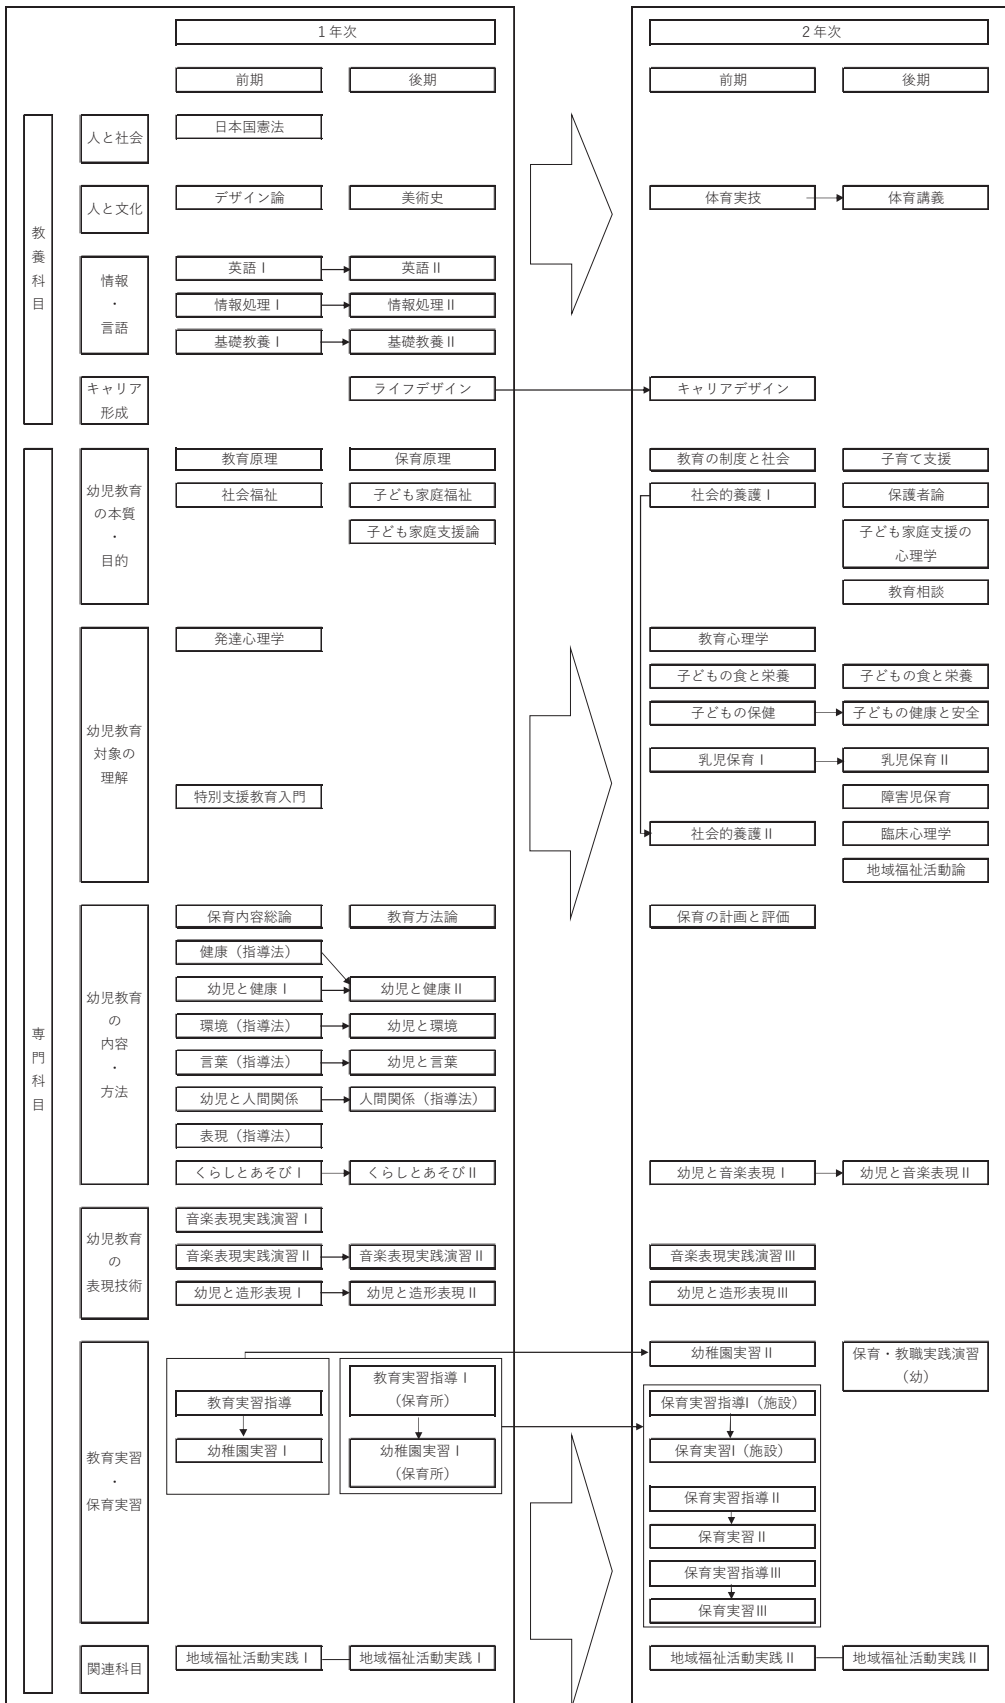 1年次
2年次
前期
後期
前期
後期
教養科目
人と社会
日本国憲法
人と文化
デザイン論
美術史
体育実技
体育講義
情報
・
言語
英語Ⅰ
英語Ⅱ
情報処理Ⅰ
情報処理Ⅱ
基礎教養Ⅰ
基礎教養Ⅱ
キャリア
形成
ライフデザイン
キャリアデザイン
専門科目
幼児教育
の本質
・
目的
教育原理
保育原理
教育の制度と社会
子育て支援
社会福祉
子ども家庭福祉
社会的養護Ⅰ
保護者論
子ども家庭支援論
子ども家庭支援の
心理学
教育相談
幼児教育
対象の
理解
発達心理学
教育心理学
子どもの食と栄養
子どもの食と栄養
子どもの保健
子どもの健康と安全
乳児保育Ⅰ
乳児保育Ⅱ
特別支援教育入門
障害児保育
社会的養護Ⅱ
臨床心理学
地域福祉活動論
幼児教育
の
内容
・
方法
保育内容総論
教育方法論
保育の計画と評価
健康（指導法）
幼児と健康Ⅰ
幼児と健康Ⅱ
環境（指導法）
幼児と環境
言葉（指導法）
幼児と言葉
幼児と人間関係
人間関係（指導法）
表現（指導法）
くらしとあそびⅠ
くらしとあそびⅡ
幼児と音楽表現Ⅰ
幼児と音楽表現Ⅱ
幼児教育
の
表現技術
音楽表現実践演習Ⅰ
音楽表現実践演習Ⅱ
音楽表現実践演習Ⅱ
音楽表現実践演習Ⅲ
幼児と造形表現Ⅰ
幼児と造形表現Ⅱ
幼児と造形表現Ⅲ
教育実習
・
保育実習
幼稚園実習Ⅱ
保育・教職実践演習
（幼）
教育実習指導
教育実習指導Ⅰ
（保育所）
保育実習指導Ⅰ（施設）
幼稚園実習Ⅰ
幼稚園実習Ⅰ
（保育所）
保育実習Ⅰ（施設）
保育実習指導Ⅱ
保育実習Ⅱ
保育実習指導Ⅲ
保育実習Ⅲ
関連科目
地域福祉活動実践Ⅰ
地域福祉活動実践Ⅰ
地域福祉活動実践Ⅱ
地域福祉活動実践Ⅱ